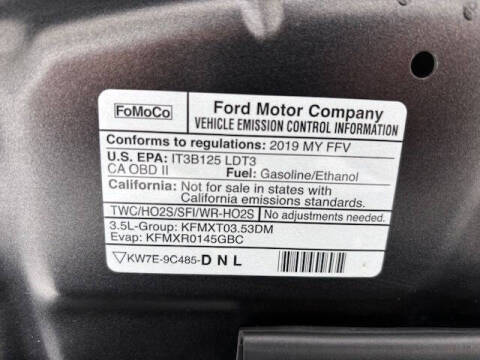 FoMoCo
Ford Motor Company
VEHICLE EMISSION CONTROL INFORMATION
Conforms to regulations: 2019 MY FFV
U.S. EPA: IT3B125 LDT3
CA OBD II Fuel: Gasoline/Ethanol
California: Not for sale in states with
California emissions standards.
TWC/HO2S/SFI/WR-HO2S No adjustments needed.
3.5L-Group: KFMXT03.53DM
Evap: KFMXR0145GBC
KW7E-9C485-DNL